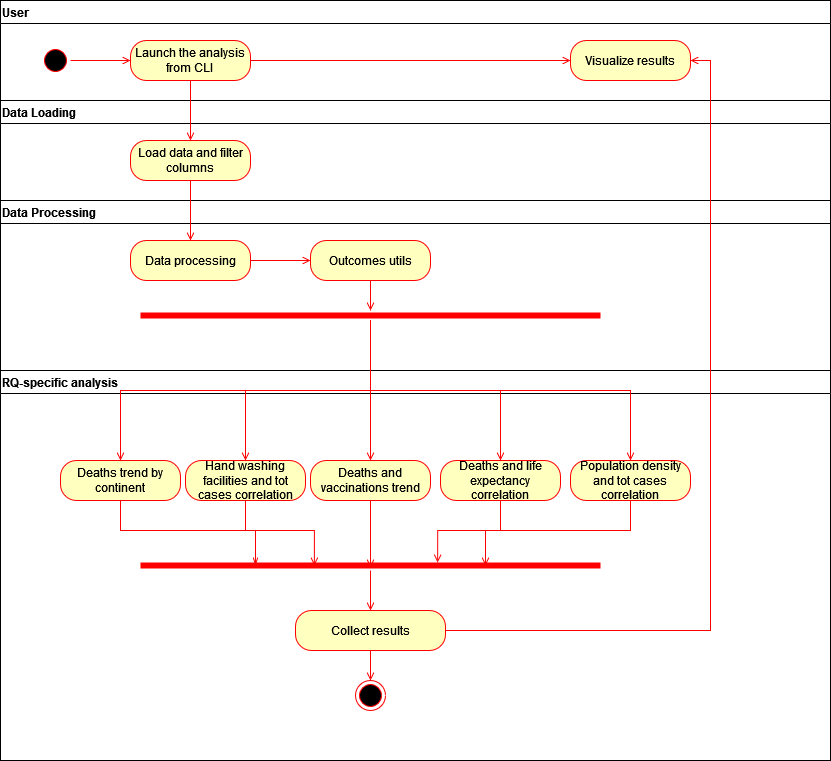 User
Launch the analysis
from CLI
Visualize results
Data Loading
Load data and filter
columns
Data Processing
Data processing
Outcomes utils
RQ-specific analysis
Deaths trend by
continent
Hand washing
facilities and tot
cases correlation
Deaths and
vaccinations trend
Deaths and life
expectancy
correlation
Population density
and tot cases
correlation
Collect results